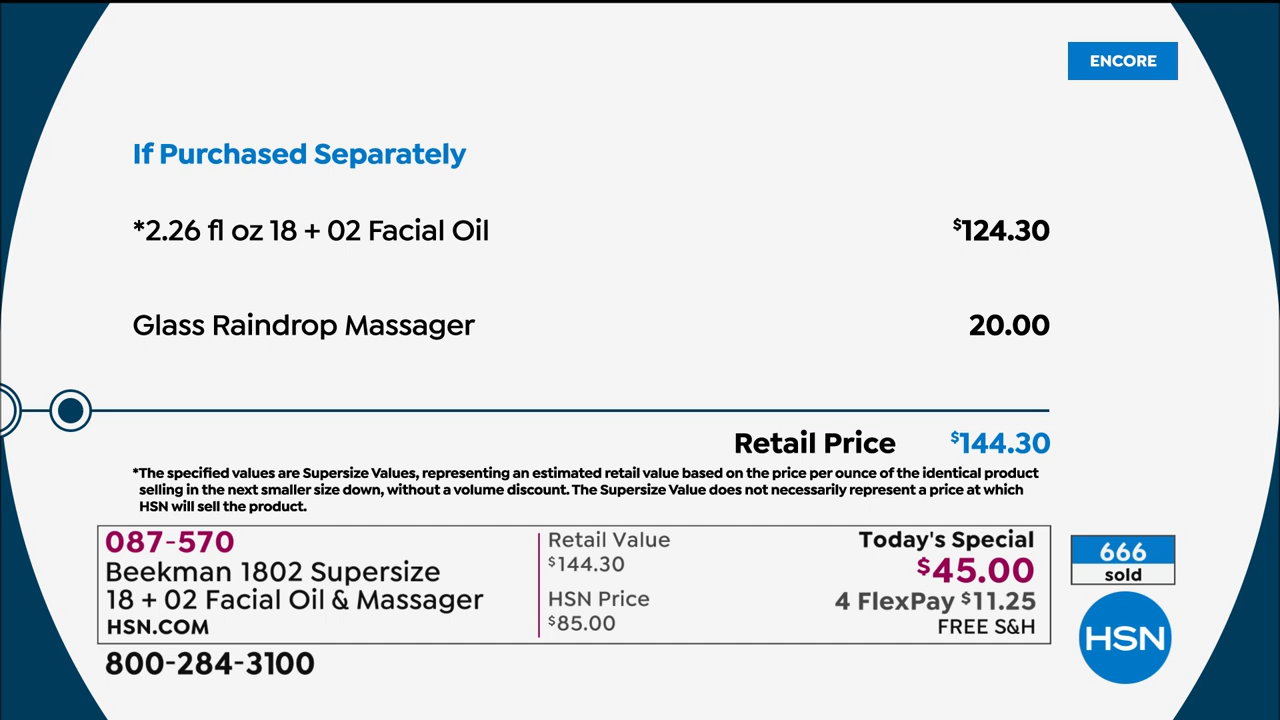 ENCORE
If Purchased Separately
*2.26 fl oz 18 + 02 Facial Oil $124.30
Glass Raindrop Massager 20.00
Retail Price $144.30
*The specified values are Supersize Values, representing an estimated retail value based on the price per ounce of the identical product
selling in the next smaller size down, without a volume discount. The Supersize Value does not necessarily represent a price at which
HSN will sell the product.
087-570
Beekman 1802 Supersize
18 + 02 Facial Oil & Massager
HSN.COM
Retail Value
$144.30
HSN Price
$85.00
Today's Special
$45.00
4 FlexPay $11.25
FREE S&H
666
sold
HSN
800-284-3100